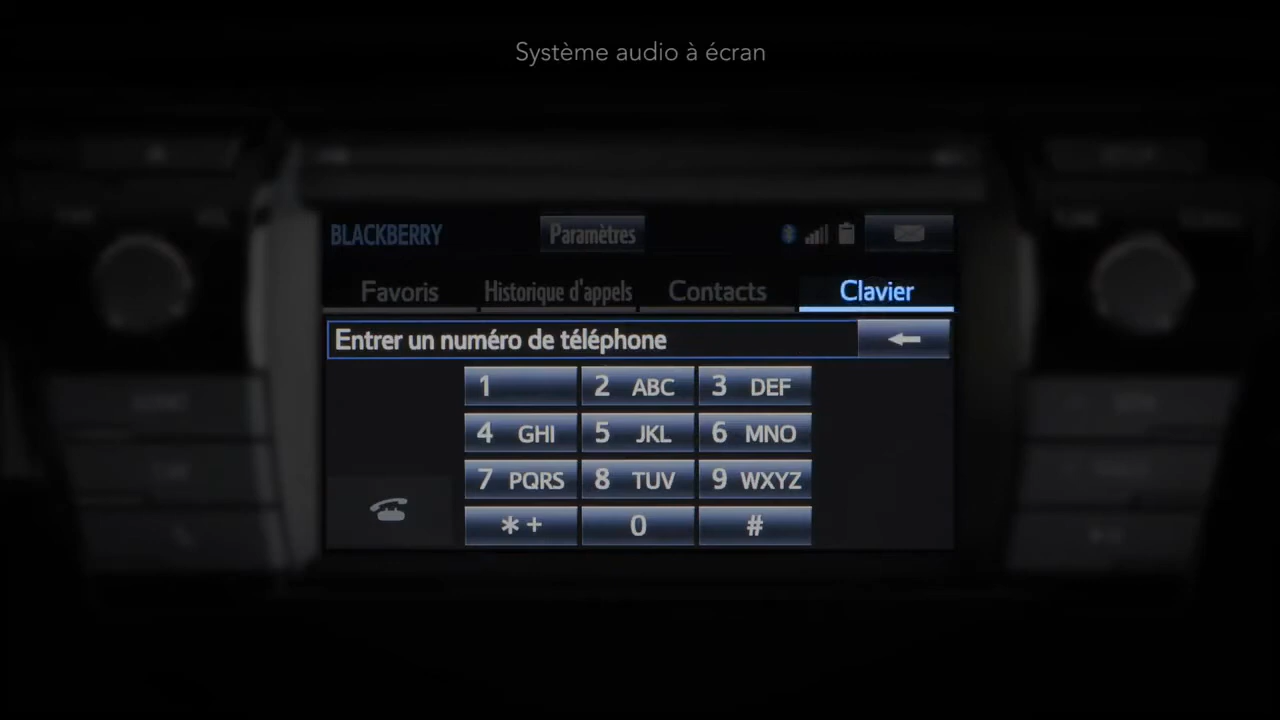 Système audio à écran
BLACKBERRY Paramètres
Favoris Historique d'appels Contacts Clavier
Entrer un numéro de téléphone
1 2 ABC 3 DEF
4 GHI 5 JKL 6 MNO
7 PQRS 8 TUV 9 WXYZ
* + 0 #